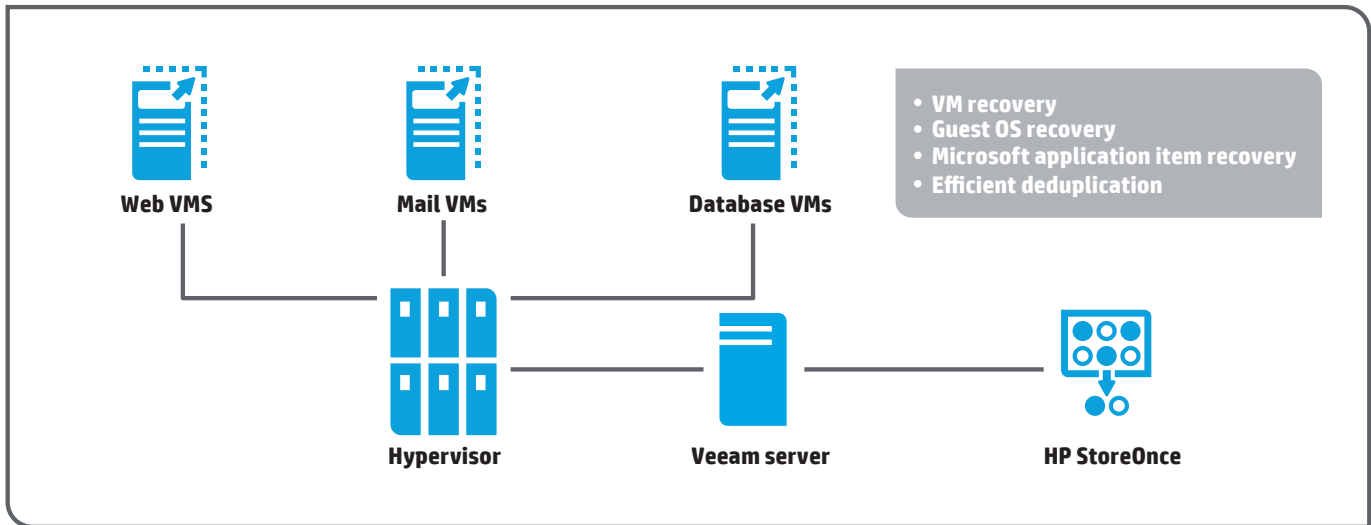 Web VMS
Mail VMs
Database VMs
• VM recovery
• Guest OS recovery
• Microsoft application item recovery
• Efficient deduplication
Hypervisor
Veeam server
HP StoreOnce